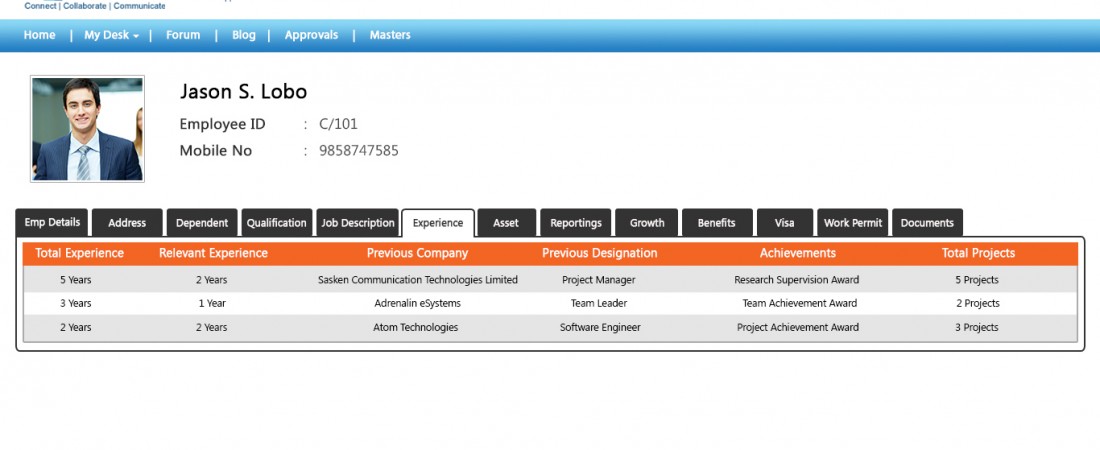 Connect | Collaborate | Communicate
Home | My Desk | Forum | Blog | Approvals | Masters
Jason S. Lobo
Employee ID : C/101
Mobile No : 9858747585
Emp Details Address Dependent Qualification Job Description Experience Asset Reportings Growth Benefits Visa Work Permit Documents
Total Experience Relevant Experience Previous Company Previous Designation Achievements Total Projects
5 Years 2 Years Sasken Communication Technologies Limited Project Manager Research Supervision Award 5 Projects
3 Years 1 Year Adrenalin eSystems Team Leader Team Achievement Award 2 Projects
2 Years 2 Years Atom Technologies Software Engineer Project Achievement Award 3 Projects